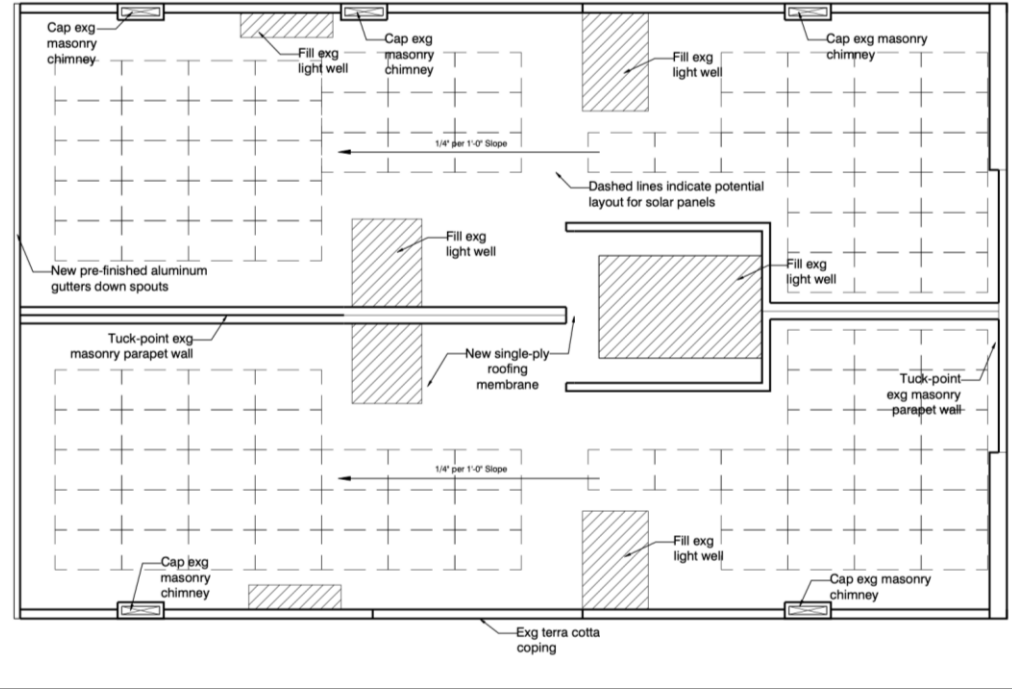 Cap exg
masonry
chimney
Fill exg
light well
Cap exg
masonry
chimney
Fill exg
light well
Cap exg masonry
chimney
1/4" per 1'-0" Slope
Dashed lines indicate potential
layout for solar panels
Fill exg
light well
Fill exg
light well
New pre-finished aluminum
gutters down spouts
Tuck-point exg
masonry parapet wall
New single-ply
roofing
membrane
Tuck-point
exg masonry
parapet wall
1/4" per 1'-0" Slope
Fill exg
light well
Cap exg
masonry
chimney
Cap exg masonry
chimney
Exg terra cotta
coping